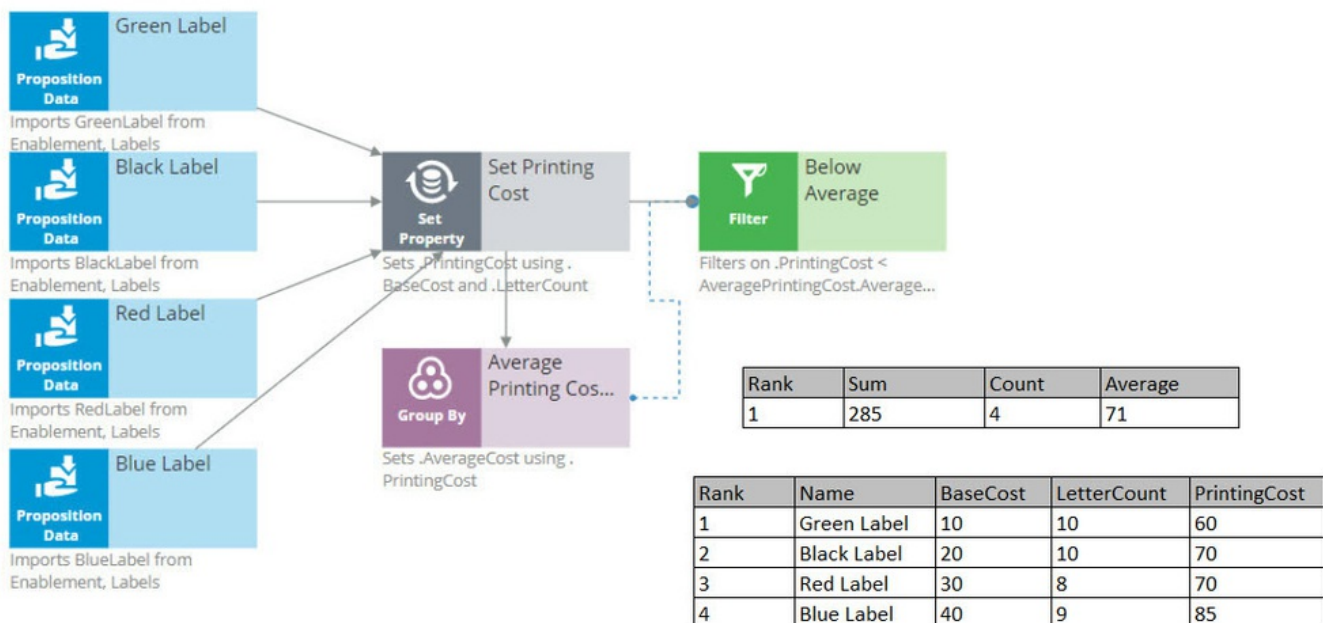 Green Label
Proposition
Data
Imports GreenLabel from
Enablement, Labels
Black Label
Proposition
Data
Imports BlackLabel from
Enablement, Labels
Red Label
Proposition
Data
Imports RedLabel from
Enablement, Labels
Blue Label
Proposition
Data
Imports BlueLabel from
Enablement, Labels
Set Printing
Cost
Set
Property
Sets .PrintingCost using .
BaseCost and .LetterCount
Average
Printing Cos...
Group By
Sets .AverageCost using .
PrintingCost
Below
Average
Filter
Filters on .PrintingCost <
AveragePrintingCost.Average...
Rank Sum Count Average
1 285 4 71
Rank Name BaseCost LetterCount PrintingCost
1 Green Label 10 10 60
2 Black Label 20 10 70
3 Red Label 30 8 70
4 Blue Label 40 9 85